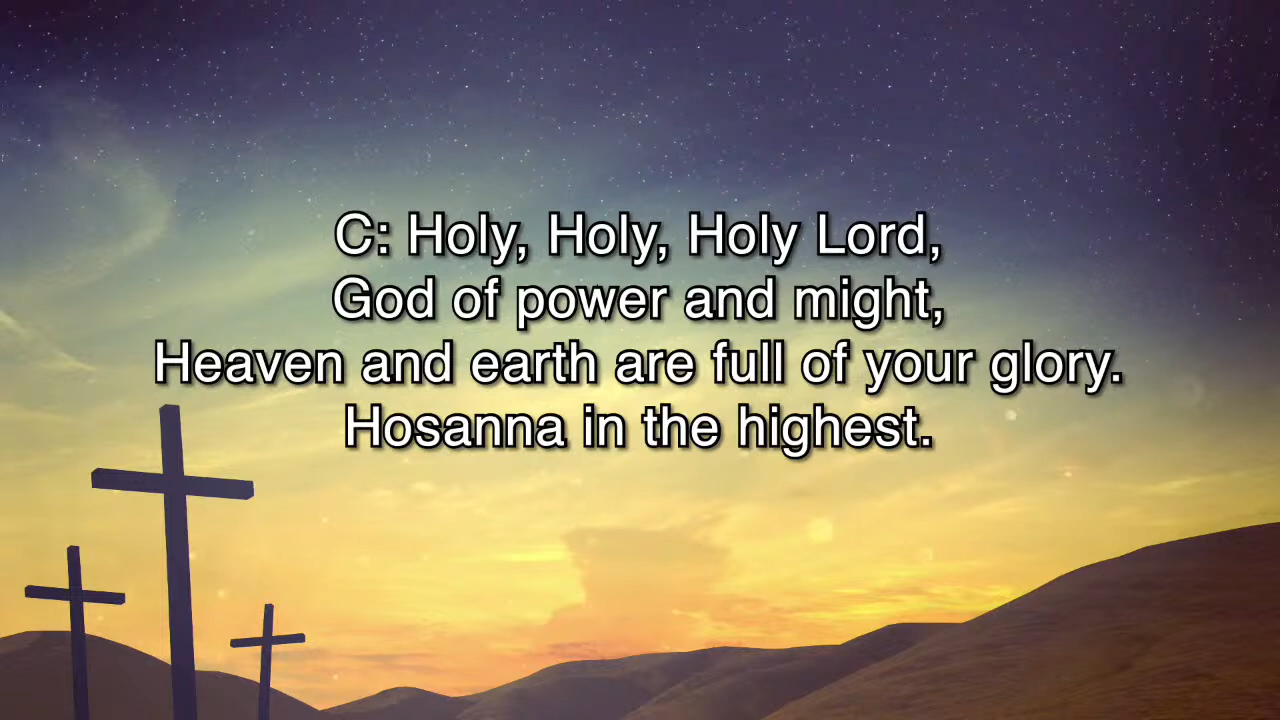 C: Holy, Holy, Holy Lord,
God of power and might,
Heaven and earth are full of your glory.
Hosanna in the highest.